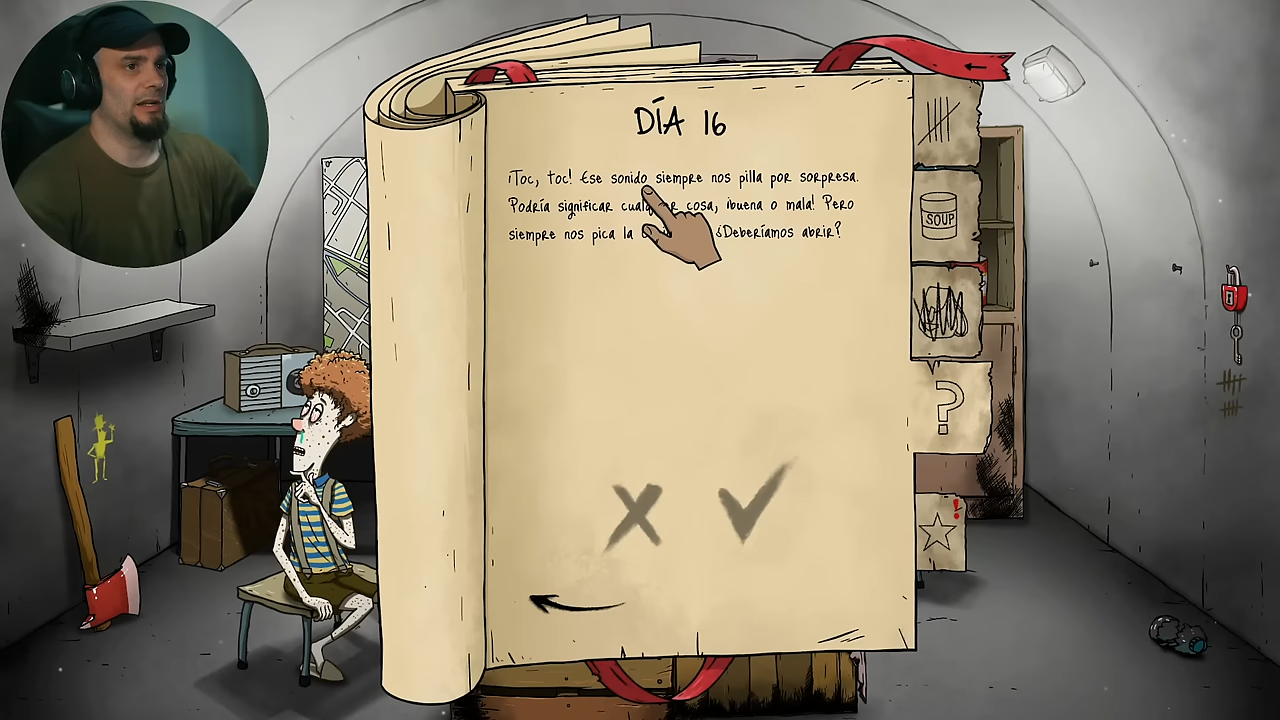 DÍA 16
¡Toc, toc! Ese sonido siempre nos pilla por sorpresa.
Podría significar cosa, ¡buena o mala! Pero
siempre nos pica la ¿Deberíamos abrir?
SOUP